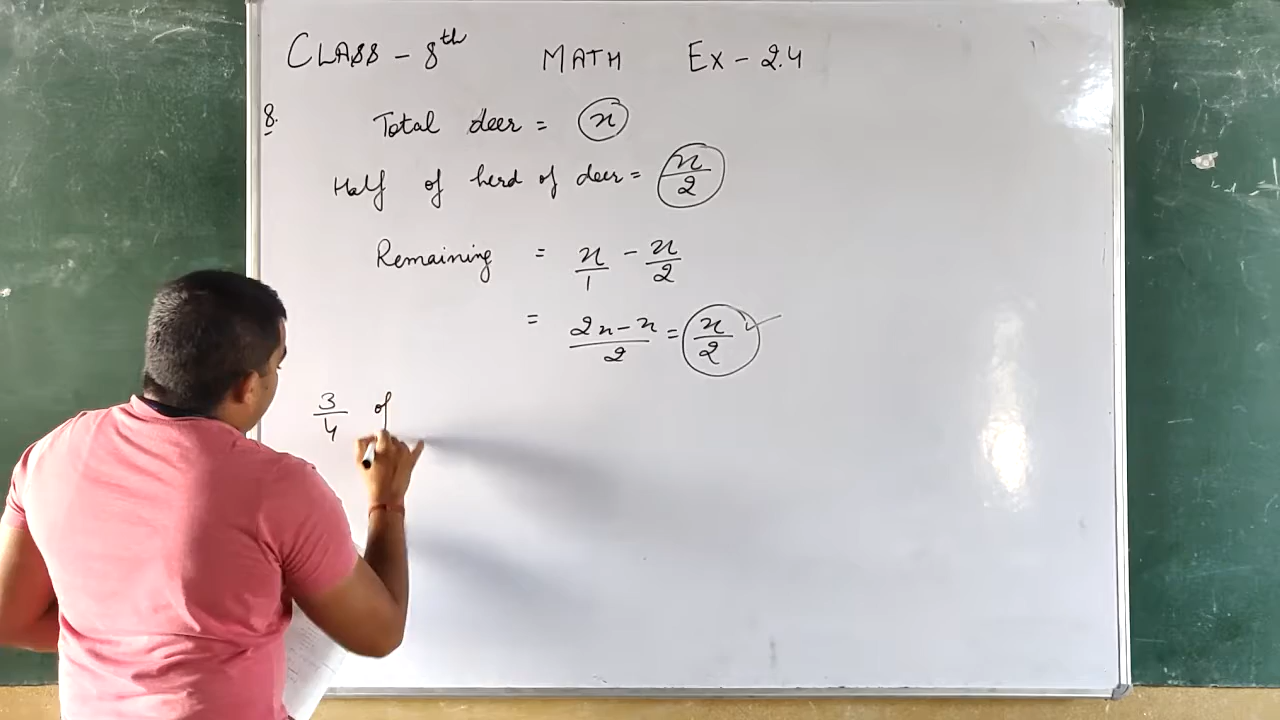 CLASS - 8th MATH Ex - 2.4
8. Total deer = x
Half of herd of deer = x/2
Remaining = x/1 - x/2
= 2x-x/2 = x/2 ✓
3/4 of